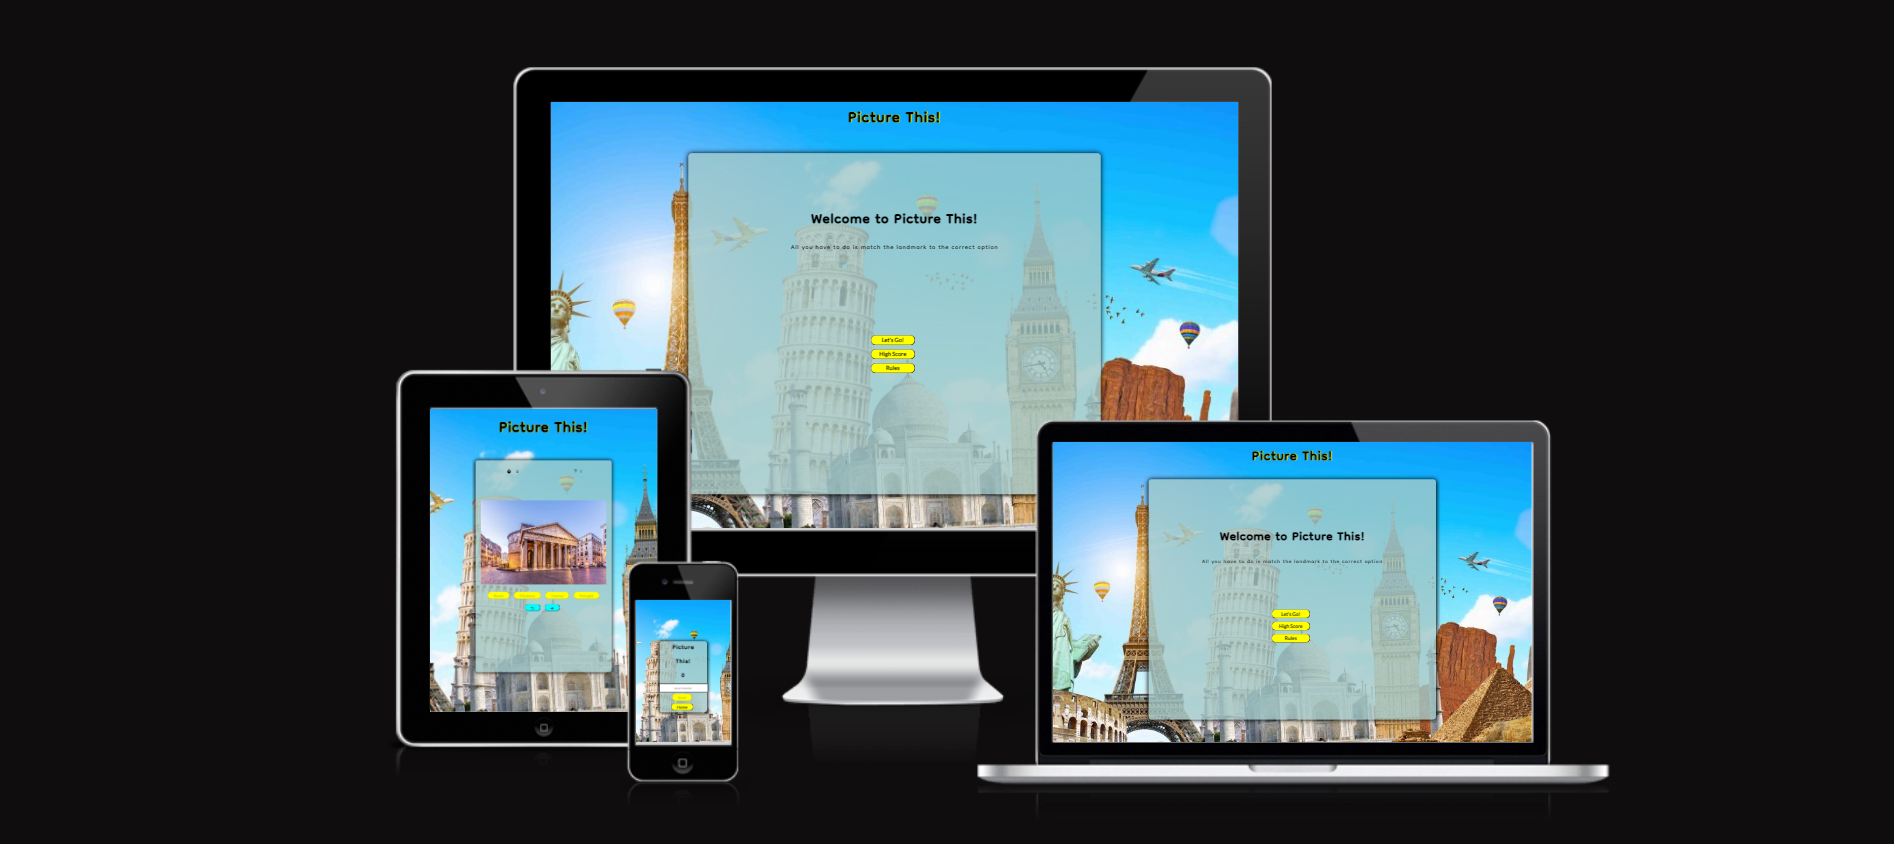 Picture This!
Welcome to Picture This!
All you have to do is match the landmark to the correct option
Let's Go!
High Score
Rules
Picture This!
Picture
This!
Home
Picture This!
Welcome to Picture This!
All you have to do is match the landmark to the correct option
Let's Go!
High Score
Rules